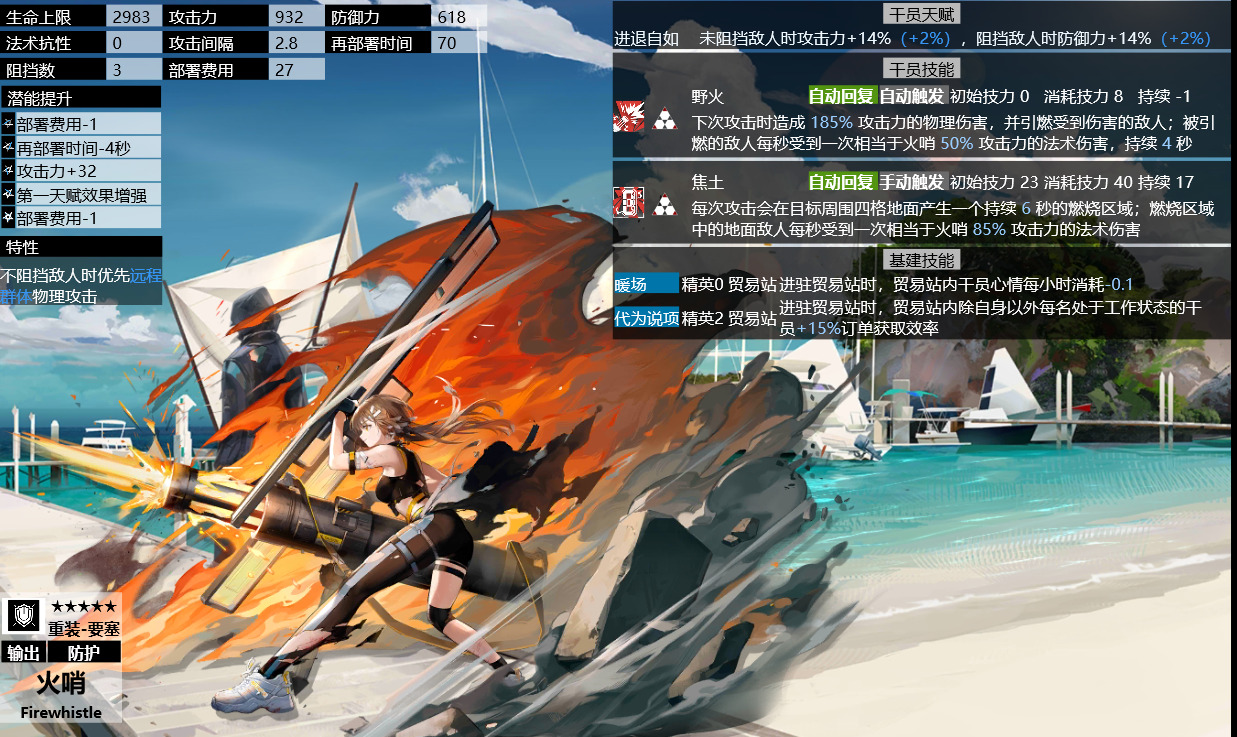 生命上限 2983 攻击力 932 防御力 618
法术抗性 0 攻击间隔 2.8 再部署时间 70
阻挡数 3 部署费用 27
潜能提升
部署费用-1
再部署时间-4秒
攻击力+32
第一天赋效果增强
部署费用-1
特性
不阻挡敌人时优先远程
群体物理攻击
★★★★★
重装-要塞
输出 防护
火哨
Firewhistle
干员天赋
进退自如 未阻挡敌人时攻击力+14%（+2%），阻挡敌人时防御力+14%（+2%）
干员技能
野火 自动回复 自动触发 初始技力 0 消耗技力 8 持续 -1
下次攻击时造成 185% 攻击力的物理伤害，并引燃受到伤害的敌人；被引
燃的敌人每秒受到一次相当于火哨 50% 攻击力的法术伤害，持续 4 秒
焦土 自动回复 手动触发 初始技力 23 消耗技力 40 持续 17
每次攻击会在目标周围四格地面产生一个持续 6 秒的燃烧区域；燃烧区域
中的地面敌人每秒受到一次相当于火哨 85% 攻击力的法术伤害
基建技能
暖场 精英0 贸易站 进驻贸易站时，贸易站内干员心情每小时消耗-0.1
代为说项 精英2 贸易站 进驻贸易站时，贸易站内除自身以外每名处于工作状态的干
员+15%订单获取效率